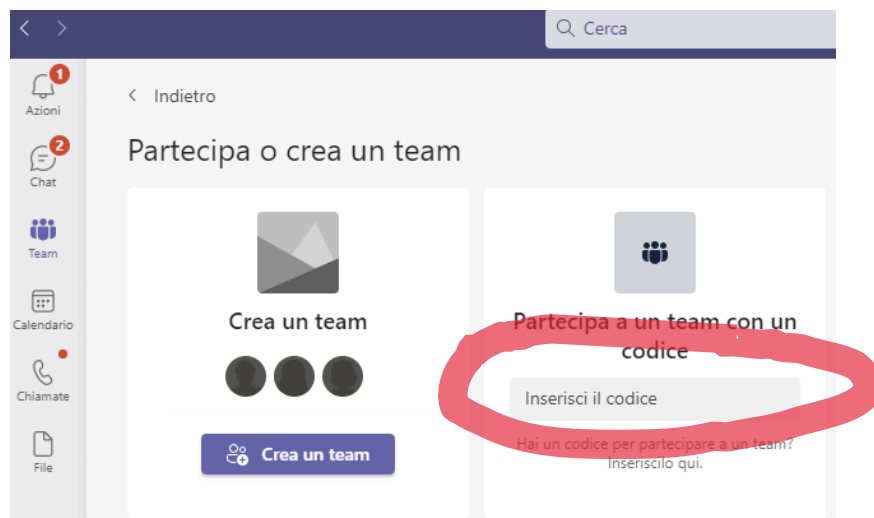 Cerca
1
Azioni
2
Chat
Team
Calendario
Chiamate
File
Indietro
Partecipa o crea un team
Crea un team
Crea un team
Partecipa a un team con un
codice
Inserisci il codice
Hai un codice per partecipare a un team?
Inseriscilo qui.